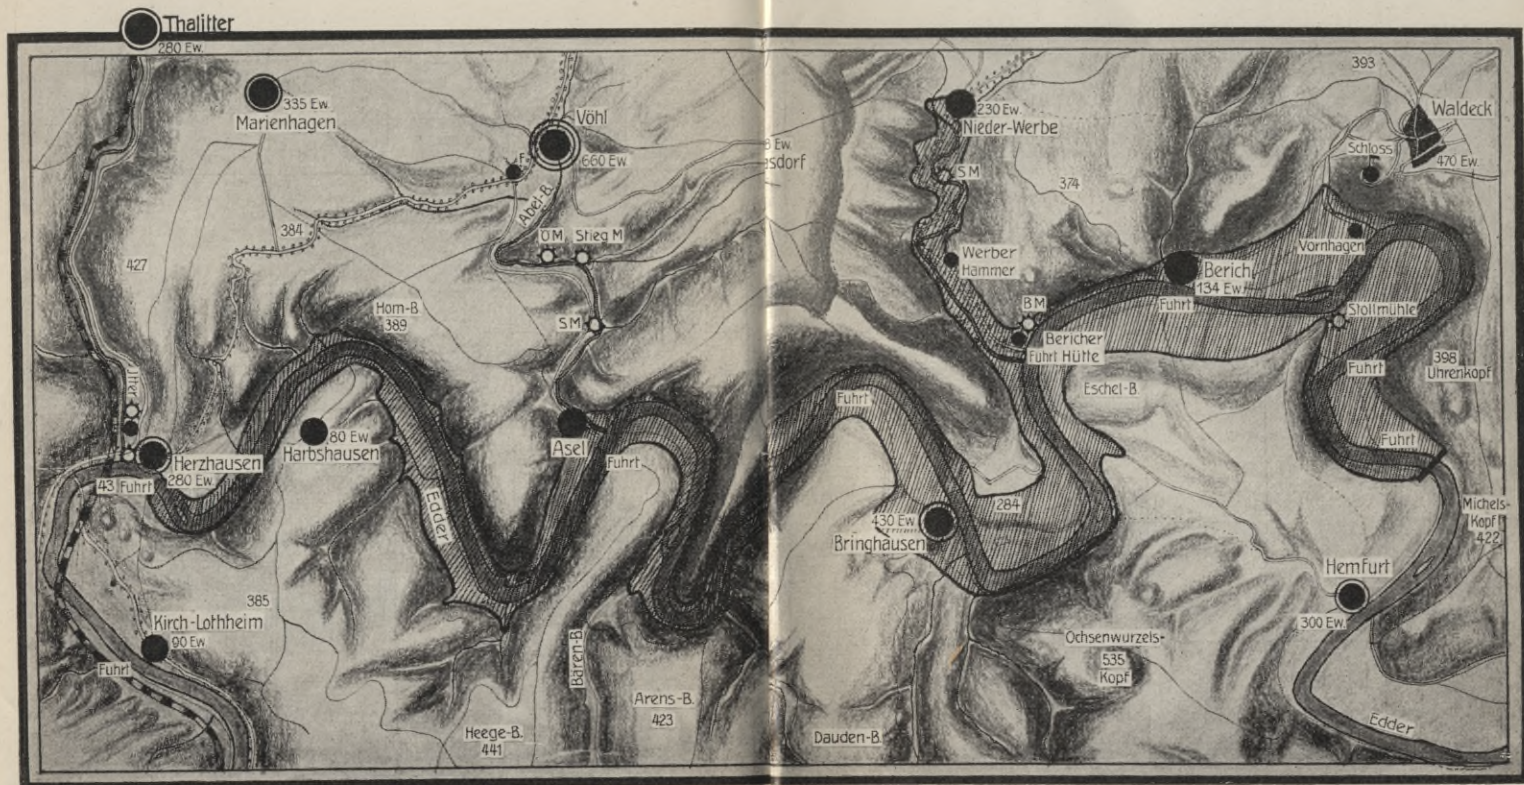 Thalitter
280 Ew.
335 Ew.
Marienhagen
Vöhl
660 Ew.
Abel-B.
384
427
Horn-B.
389
O M
Stieg M
S M
Itter
Herzhausen
280 Ew.
43 Fuhrt
80 Ew.
Harbshausen
Asel
Fuhrt
Edder
385
Kirch-Lothheim
90 Ew.
Fuhrt
Bären-B.
Heege-B.
441
Arens-B.
423
sdorf
230 Ew.
Nieder-Werbe
S M
374
393
Waldeck
470 Ew.
Schloss
Vornhagen
Werber
Hammer
Berich
134 Ew.
Fuhrt
B M
Bericher
Fuhrt Hütte
Stollmühle
Eschel-B.
Fuhrt
398
Uhrenkopf
Fuhrt
Fuhrt
284
430 Ew.
Bringhausen
Michels-
Kopf
422
Hemfurt
300 Ew.
Ochsenwurzels-
535
Kopf
Dauden-B.
Edder